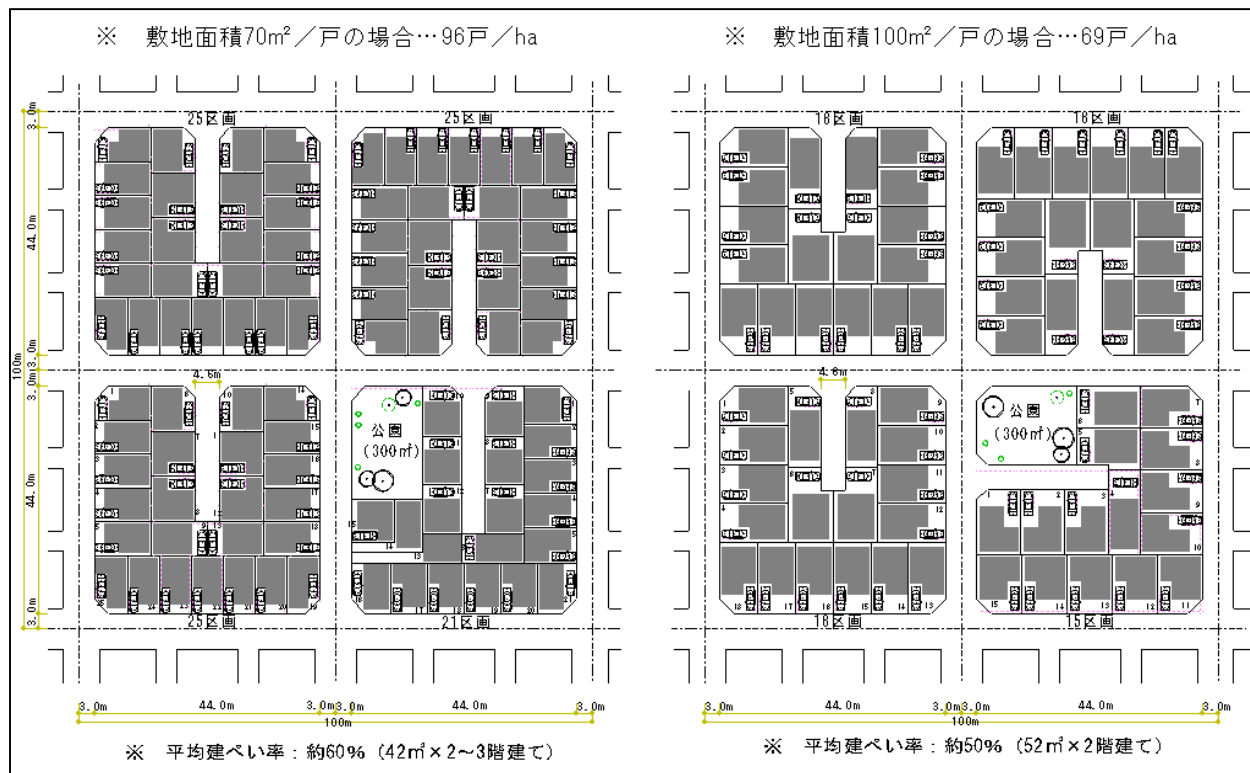 ※ 敷地面積70m²/戸の場合…96戸/ha
※ 敷地面積100m²/戸の場合…69戸/ha
25区画
25区画
18区画
18区画
3.0m
44.0m
3.0m
100m
3.0m
44.0m
3.0m
4.6m
公園
(300㎡)
4.6m
公園
(300㎡)
25区画
21区画
18区画
15区画
3.0m
44.0m
3.0m
3.0m
44.0m
3.0m
100m
3.0m
44.0m
3.0m
3.0m
44.0m
3.0m
100m
※ 平均建ぺい率:約60% (42㎡×2~3階建て)
※ 平均建ぺい率:約50% (52㎡×2階建て)